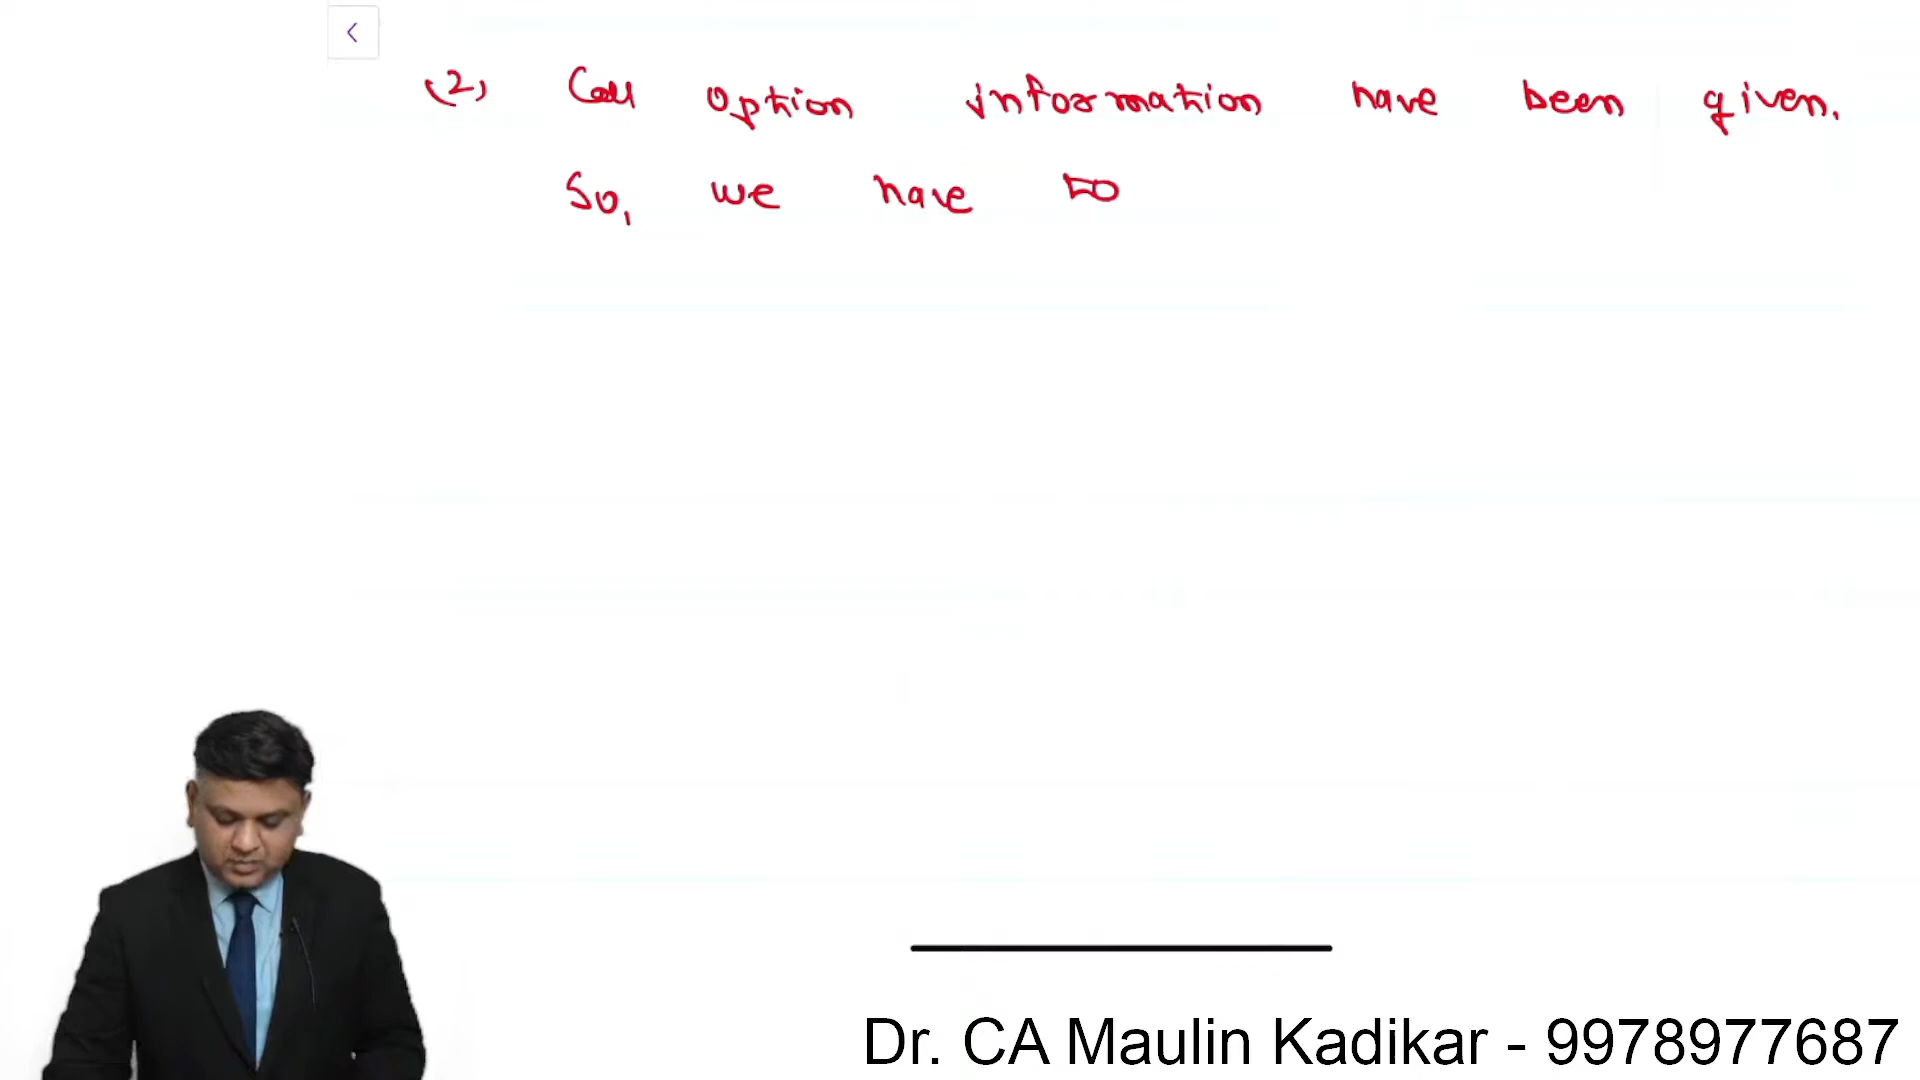 (2) Call option information have been given.
So, we have to
Dr. CA Maulin Kadikar - 9978977687